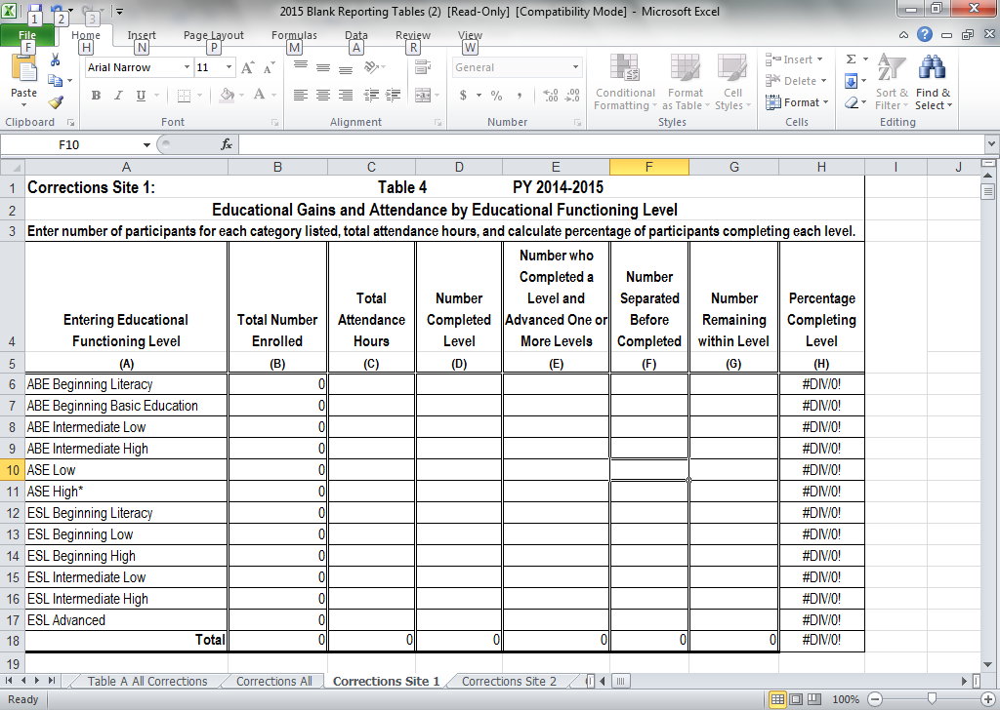 2015 Blank Reporting Tables (2) [Read-Only] [Compatibility Mode] - Microsoft Excel
1 2 3
File Home Insert Page Layout Formulas Data Review View
F H N P M A R W
Paste
Arial Narrow 11 A A
B I U A
General
$ % , .00 .0
Conditional Formatting
Format as Table
Cell Styles
Insert
Delete
Format
Σ
Sort & Filter
Find & Select
Clipboard Font Alignment Number Styles Cells Editing
F10 fx
A B C D E F G H I J
1 Corrections Site 1: Table 4 PY 2014-2015
2 Educational Gains and Attendance by Educational Functioning Level
3 Enter number of participants for each category listed, total attendance hours, and calculate percentage of participants completing each level.
4 Entering Educational Functioning Level Total Number Enrolled Total Attendance Hours Number Completed Level Number who Completed a Level and Advanced One or More Levels Number Separated Before Completed Number Remaining within Level Percentage Completing Level
5 (A) (B) (C) (D) (E) (F) (G) (H)
6 ABE Beginning Literacy 0 #DIV/0!
7 ABE Beginning Basic Education 0 #DIV/0!
8 ABE Intermediate Low 0 #DIV/0!
9 ABE Intermediate High 0 #DIV/0!
10 ASE Low 0 #DIV/0!
11 ASE High* 0 #DIV/0!
12 ESL Beginning Literacy 0 #DIV/0!
13 ESL Beginning Low 0 #DIV/0!
14 ESL Beginning High 0 #DIV/0!
15 ESL Intermediate Low 0 #DIV/0!
16 ESL Intermediate High 0 #DIV/0!
17 ESL Advanced 0 #DIV/0!
18 Total 0 0 0 0 0 0 #DIV/0!
19
Table A All Corrections Corrections All Corrections Site 1 Corrections Site 2
Ready 100%